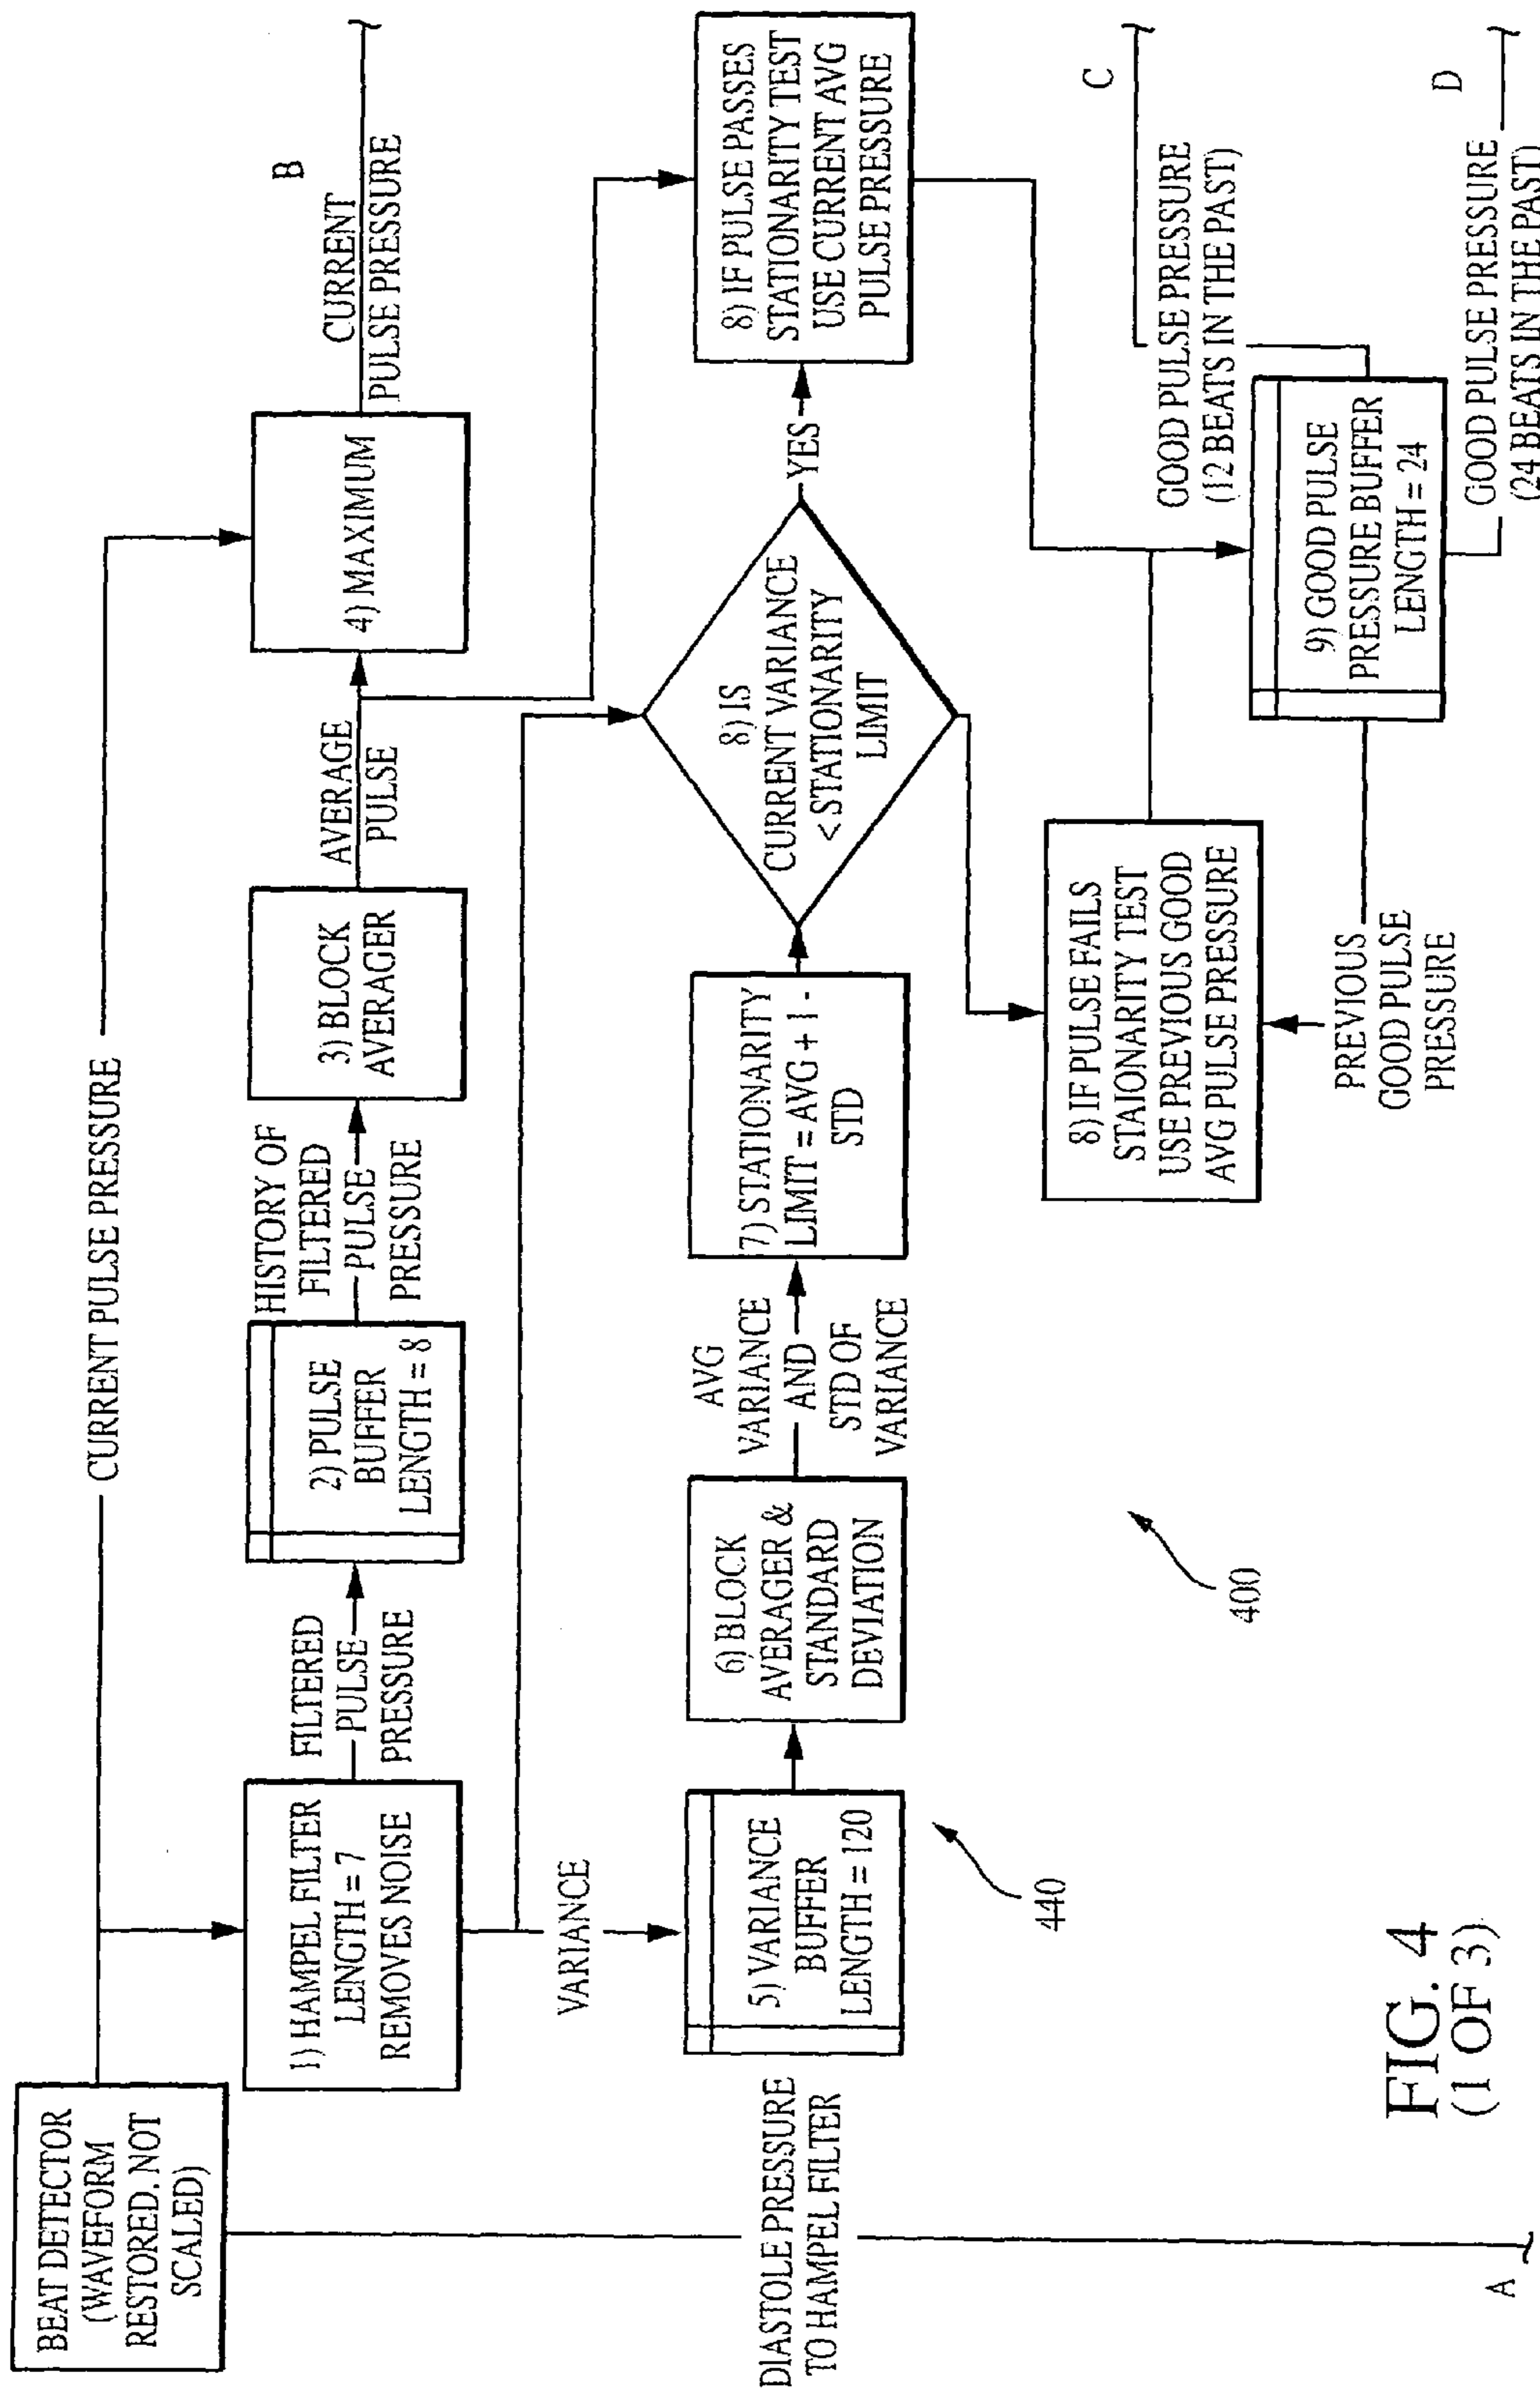 BEAT DETECTOR
(WAVEFORM
RESTORED. NOT
SCALED)
CURRENT PULSE PRESSURE
1) HAMPEL FILTER
LENGTH = 7
REMOVES NOISE
FILTERED
PULSE
PRESSURE
2) PULSE
BUFFER
LENGTH = 8
HISTORY OF
FILTERED
PULSE
PRESSURE
3) BLOCK
AVERAGER
AVERAGE
PULSE
4) MAXIMUM
B
CURRENT
PULSE PRESSURE
VARIANCE
5) VARIANCE
BUFFER
LENGTH = 120
440
6) BLOCK
AVERAGER &
STANDARD
DEVIATION
AVG
VARIANCE
AND
STD OF
VARIANCE
7) STATIONARITY
LIMIT = AVG + 1 -
STD
8) IS
CURRENT VARIANCE
< STATIONARITY
LIMIT
YES
8) IF PULSE PASSES
STATIONARITY TEST
USE CURRENT AVG
PULSE PRESSURE
8) IF PULSE FAILS
STAIONARITY TEST
USE PREVIOUS GOOD
AVG PULSE PRESSURE
PREVIOUS
GOOD PULSE
PRESSURE
9) GOOD PULSE
PRESSURE BUFFER
LENGTH = 24
C
GOOD PULSE PRESSURE
(12 BEATS IN THE PAST)
D
GOOD PULSE PRESSURE
(24 BEATS IN THE PAST)
400
DIASTOLE PRESSURE
TO HAMPEL FILTER
A
FIG. 4
(1 OF 3)